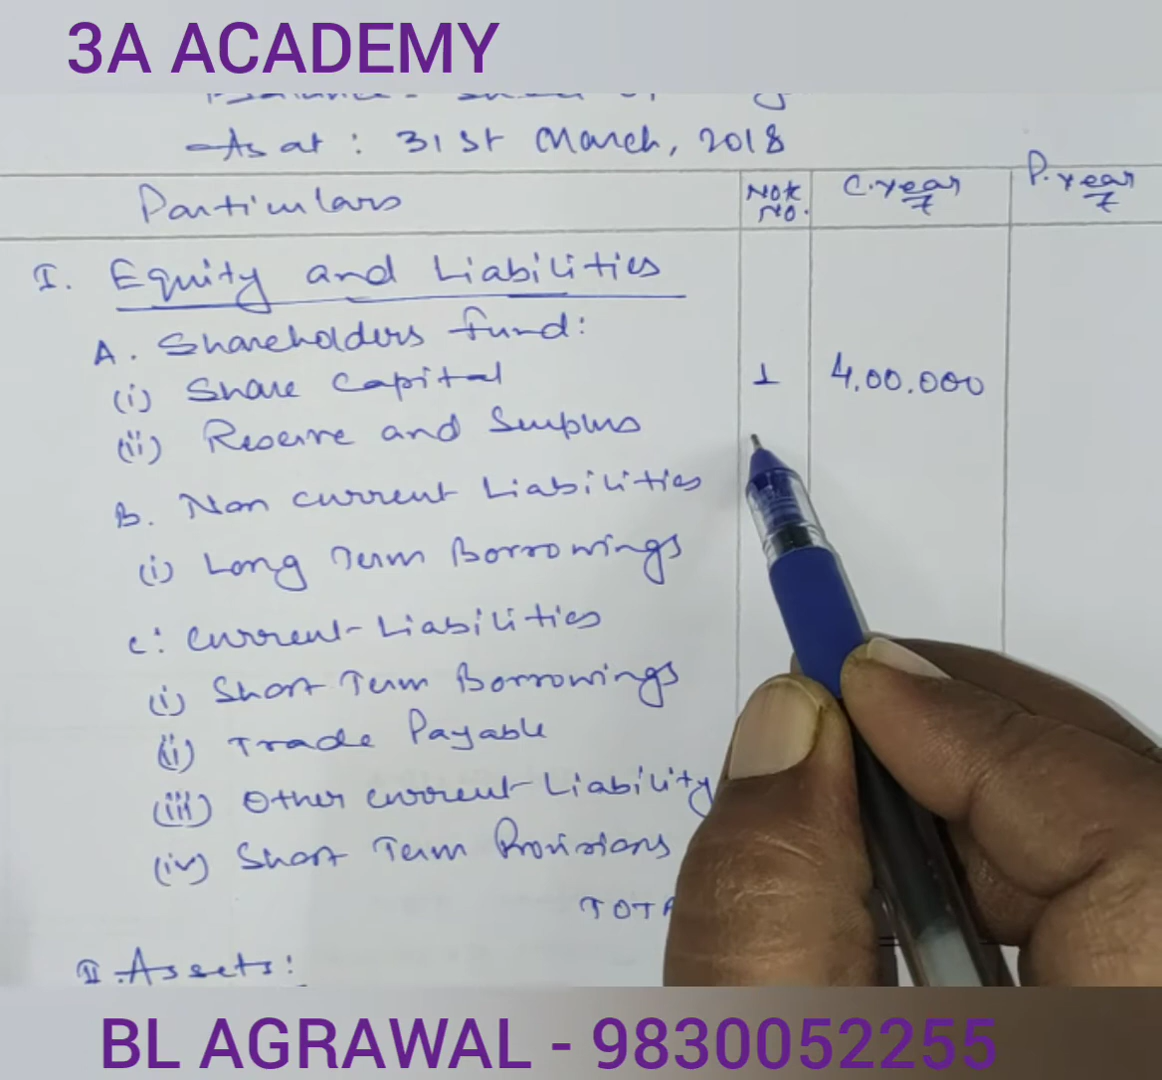 3A ACADEMY
As at : 31st March, 2018
Particulars
Note No.
C. year ₹
P. year ₹
I. Equity and Liabilities
A. Shareholders fund:
(i) Share Capital 1 4,00,000
(ii) Reserve and Surplus
B. Non current Liabilities
(i) Long Term Borrowings
C: Current Liabilities
(i) Short Term Borrowings
(ii) Trade Payable
(iii) Other current Liability
(iv) Short Term Provisions
TOTA
II. Assets:
BL AGRAWAL - 9830052255